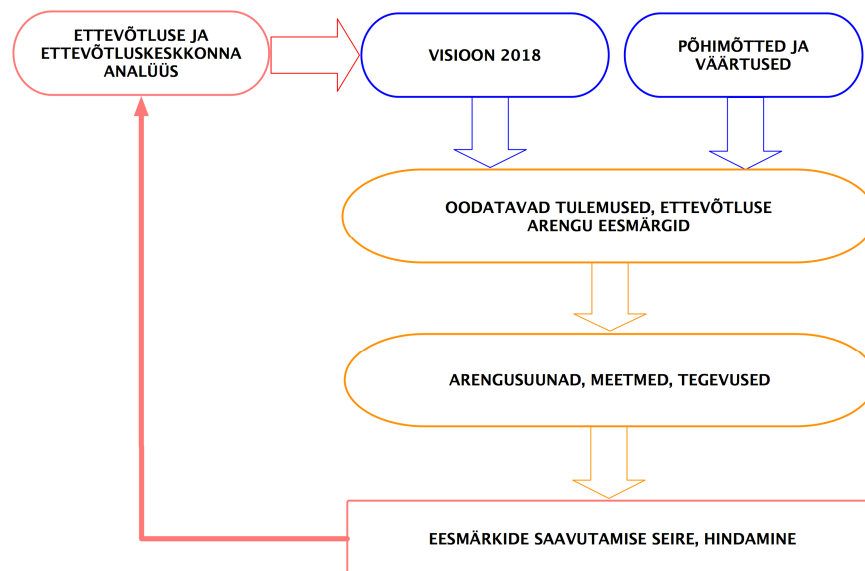 ETTEVÕTLUSE JA
ETTEVÕTLUSKESKKONNA
ANALÜÜS
VISIOON 2018
PÕHIMÕTTED JA
VÄÄRTUSED
OODATAVAD TULEMUSED, ETTEVÕTLUSE
ARENGU EESMÄRGID
ARENGUSUUNAD, MEETMED, TEGEVUSED
EESMÄRKIDE SAAVUTAMISE SEIRE, HINDAMINE